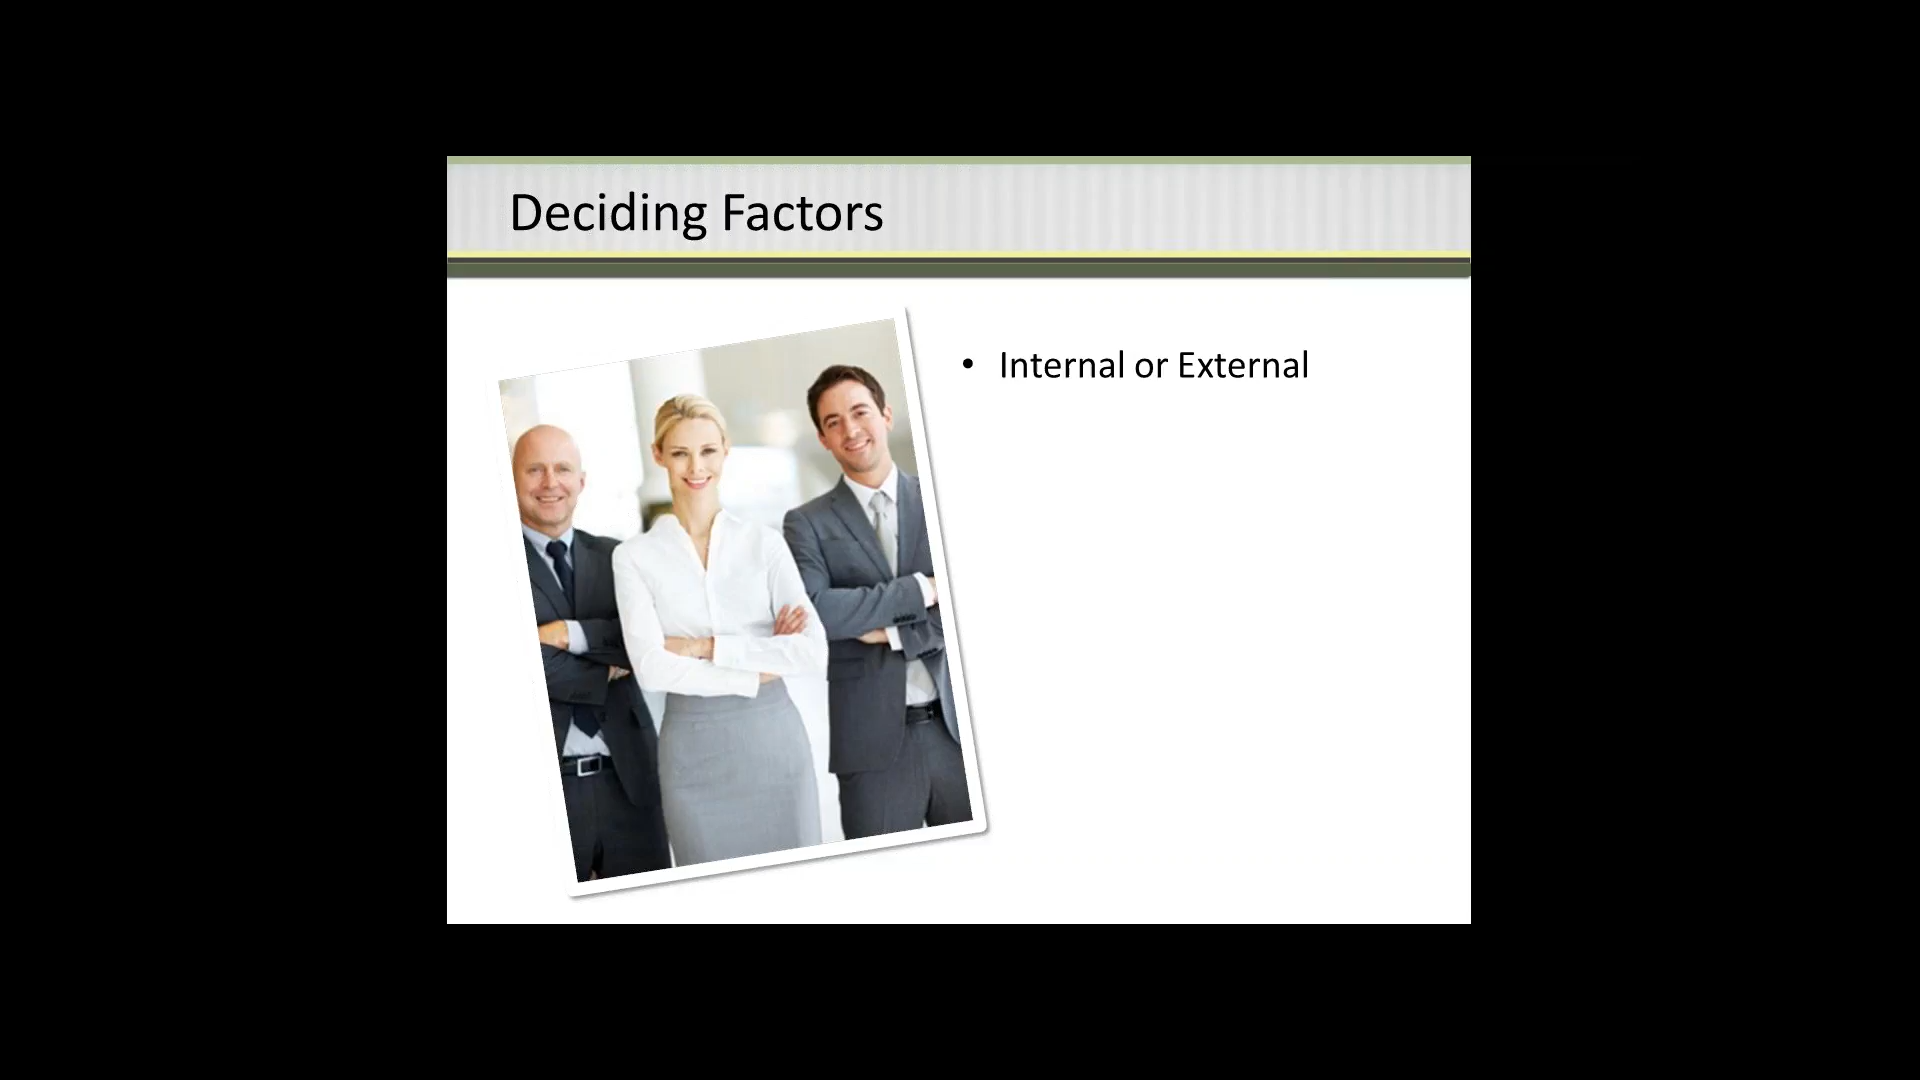 Deciding Factors
• Internal or External